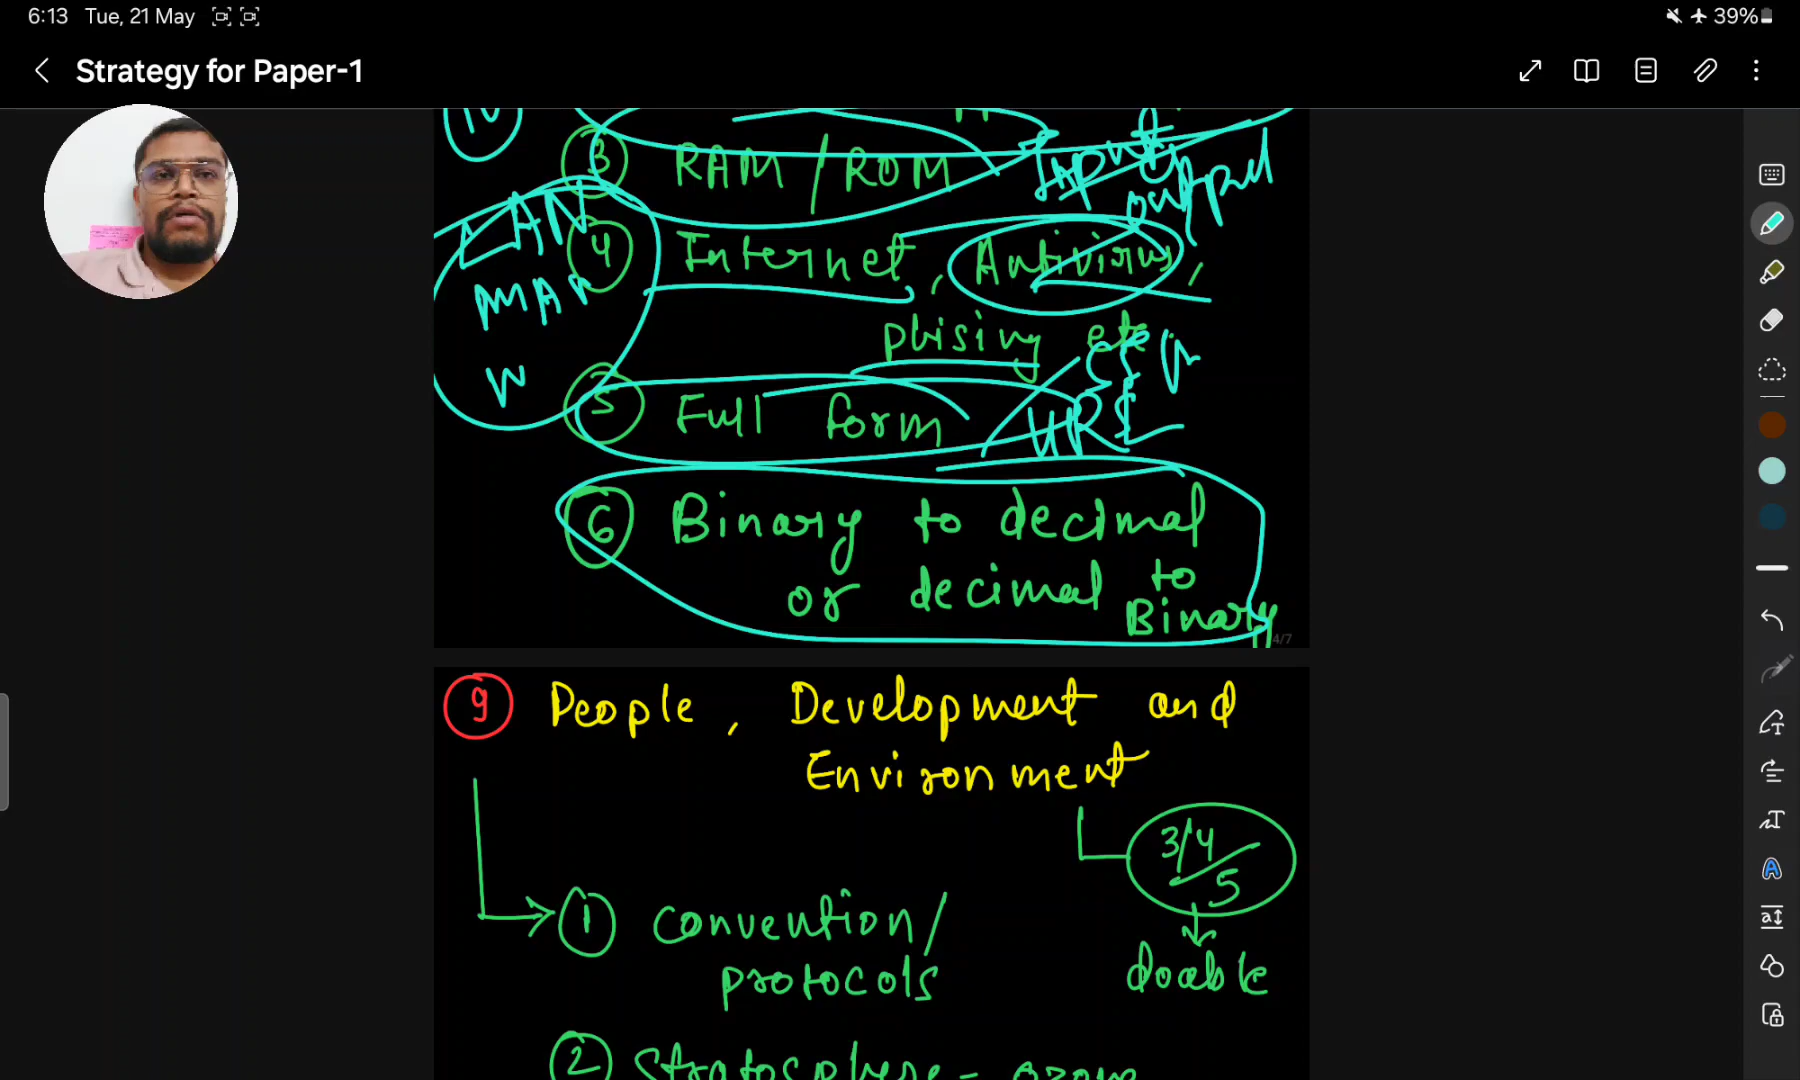 6:13 Tue, 21 May 39%
Strategy for Paper-1
3 RAM / ROM Input
output
LAN
4 Internet, Antivirus,
MAN
phising etc
W
5 Full form URL
6 Binary to decimal
or decimal to
Binary
4/7
9 People, Development and
Environment
3/4/5
1 Convention/
protocols doable
2 Stratosphere - ozone